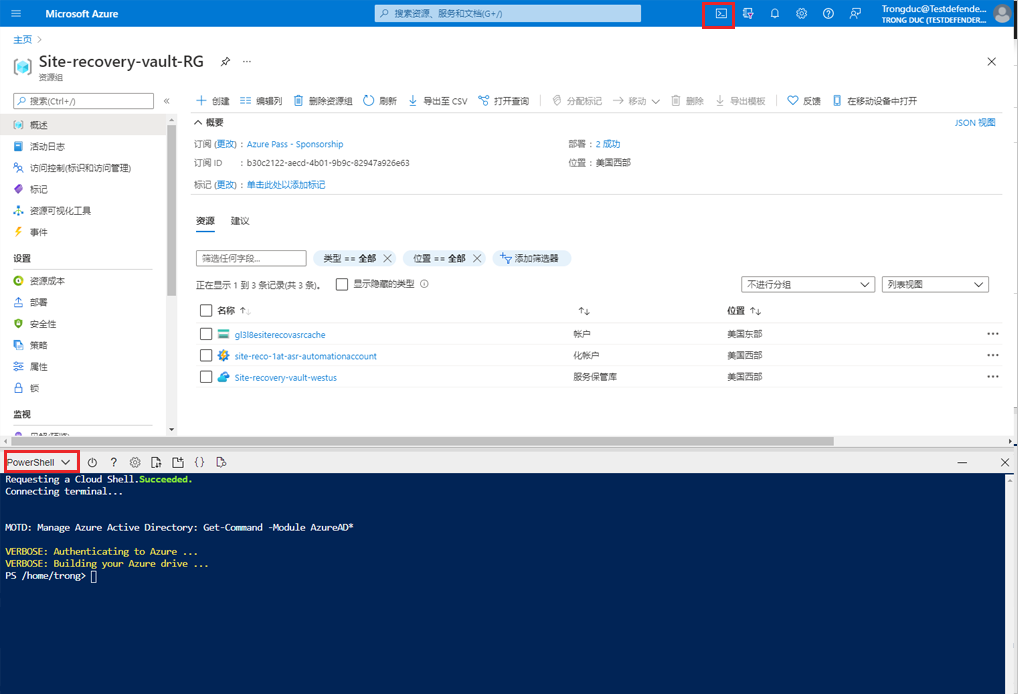 Microsoft Azure
搜索资源、服务和文档(G+/)
Trongduc@Testdefende...
TRONG DUC (TESTDEFENDER...
主页
Site-recovery-vault-RG
资源组
搜索(Ctrl+/)
概述
活动日志
访问控制(标识和访问管理)
标记
资源可视化工具
事件
设置
资源成本
部署
安全性
策略
属性
锁
监视
创建 编辑列 删除资源组 刷新 导出至 CSV 打开查询 分配标记 移动 删除 导出模板 反馈 在移动设备中打开
概要
JSON 视图
订阅 (更改) : Azure Pass - Sponsorship
部署 : 2 成功
订阅 ID : b30c2122-aecd-4b01-9b9c-82947a926e63
位置 : 美国西部
标记 (更改) : 单击此处以添加标记
资源 建议
筛选任何字段...
类型 == 全部
位置 == 全部
添加筛选器
正在显示 1 到 3 条记录(共 3 条)。
显示隐藏的类型
不进行分组
列表视图
名称 位置
gl3l8esiterecovasrcache 帐户 美国东部
site-reco-1at-asr-automationaccount 化帐户 美国西部
Site-recovery-vault-westus 服务保管库 美国西部
PowerShell
Requesting a Cloud Shell.Succeeded.
Connecting terminal...
MOTD: Manage Azure Active Directory: Get-Command -Module AzureAD*
VERBOSE: Authenticating to Azure ...
VERBOSE: Building your Azure drive ...
PS /home/trong>